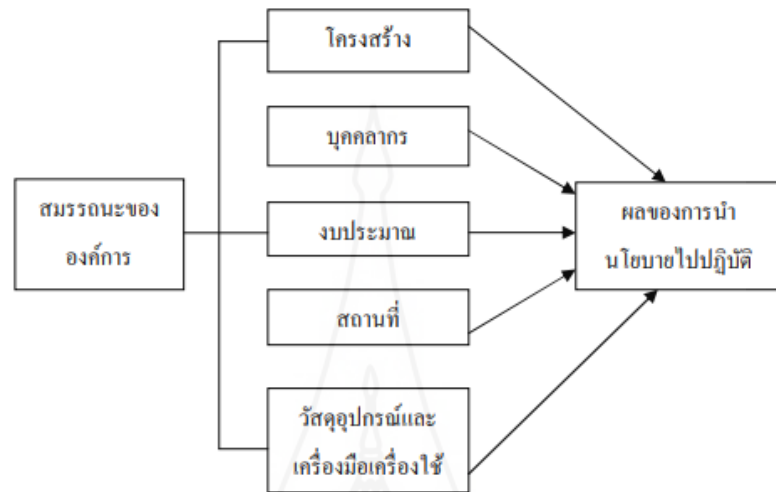 โครงสร้าง
บุคคลากร
สมรรถนะของ
องค์การ
งบประมาณ
ผลของการนำ
นโยบายไปปฏิบัติ
สถานที่
วัสดุอุปกรณ์และ
เครื่องมือเครื่องใช้